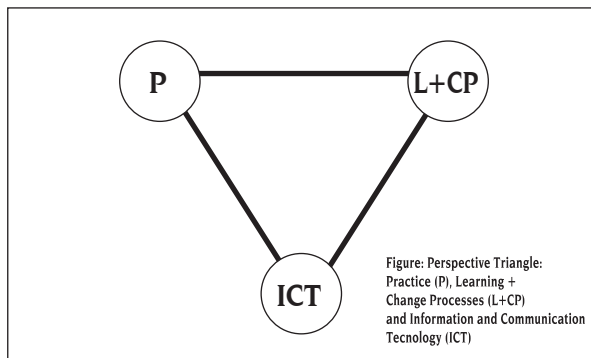 P
L+CP
ICT
Figure: Perspective Triangle:
Practice (P), Learning +
Change Processes (L+CP)
and Information and Communication
Tecnology (ICT)